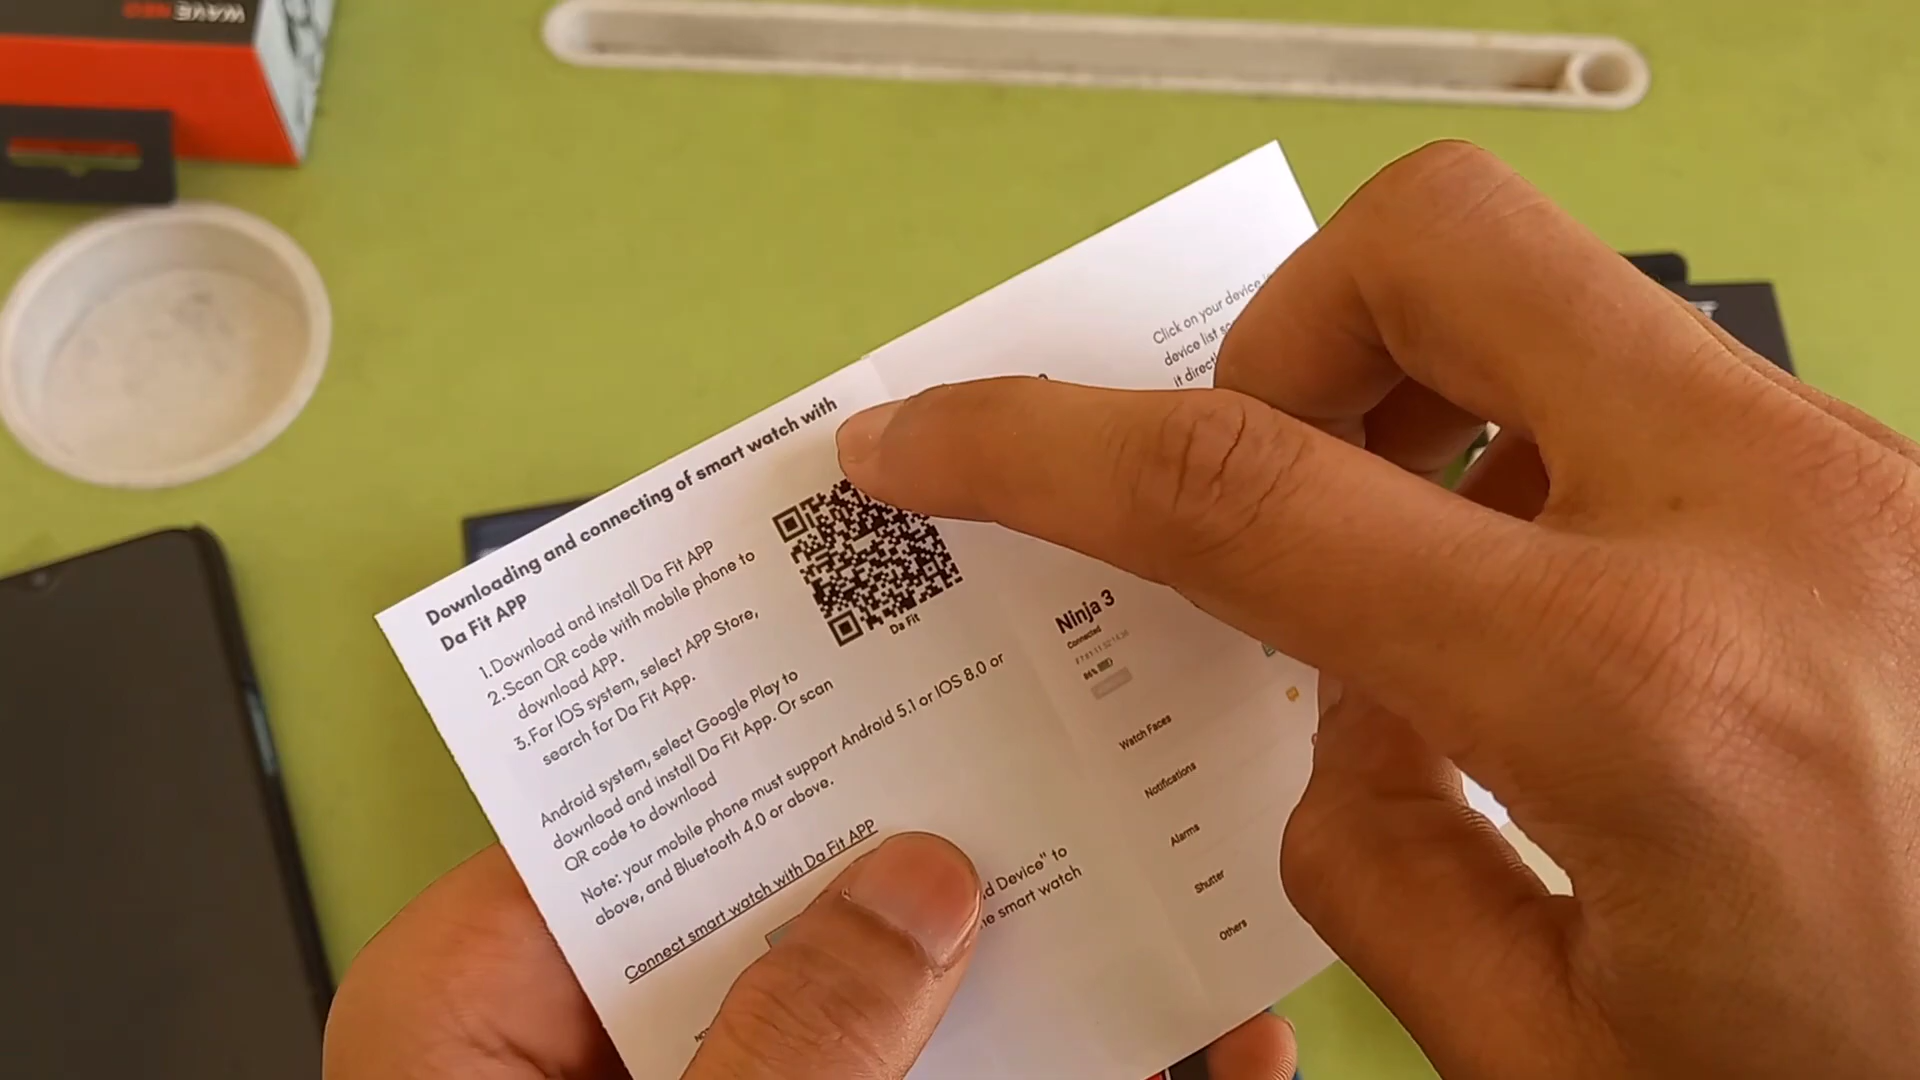 WAVE NEO
Downloading and connecting of smart watch with
Da Fit APP
1.Download and install Da Fit APP
2.Scan QR code with mobile phone to
download APP.
3.For IOS system, select APP Store,
search for Da Fit App.
Da Fit
Android system, select Google Play to
download and install Da Fit App. Or scan
QR code to download
Note: your mobile phone must support Android 5.1 or IOS 8.0 or
above, and Bluetooth 4.0 or above.
Connect smart watch with Da Fit APP
Device" to
smart watch
Click on your device
device list
it
Ninja 3
Connected
86%
Watch Faces
Notifications
Alarms
Shutter
Others